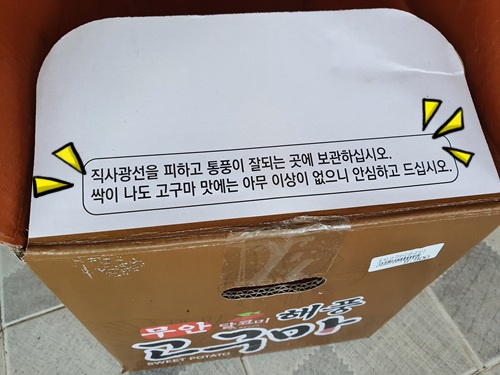 직사광선을 피하고 통풍이 잘되는 곳에 보관하십시오.
싹이 나도 고구마 맛에는 아무 이상이 없으니 안심하고 드십시오.
무안 달코미 해풍
고구마
SWEET POTATO